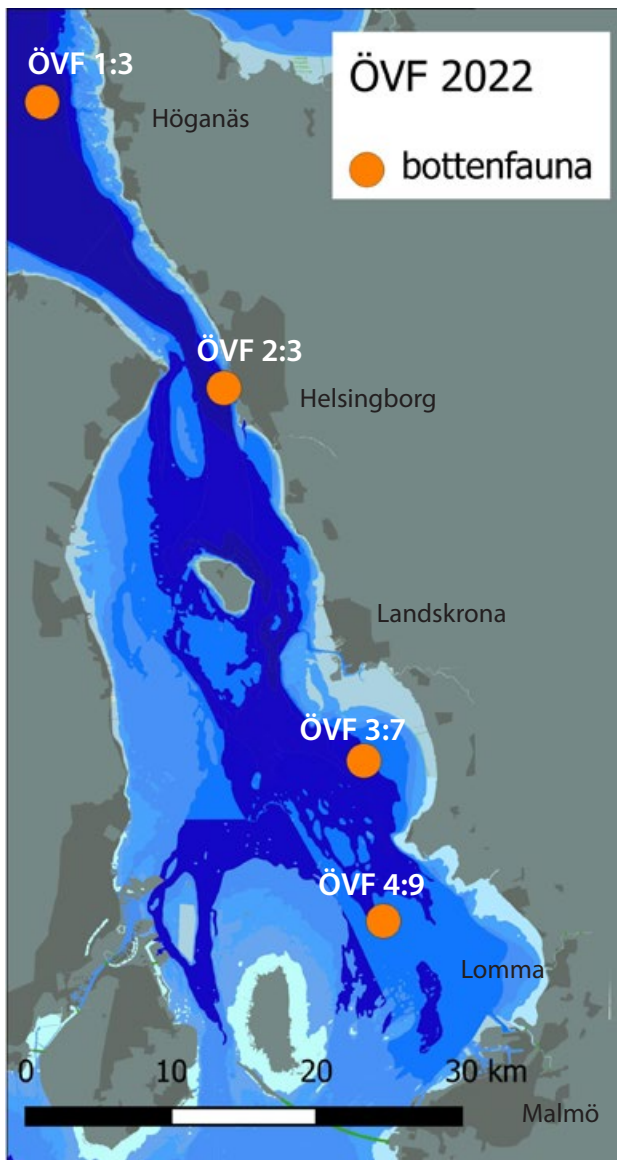 ÖVF 1:3
ÖVF 2022
bottenfauna
Höganäs
ÖVF 2:3
Helsingborg
Landskrona
ÖVF 3:7
ÖVF 4:9
Lomma
0 10 20 30 km
Malmö